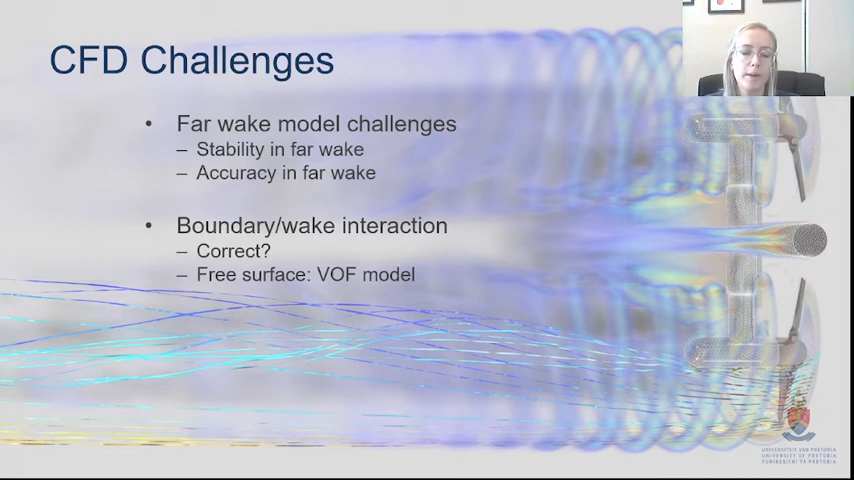 CFD Challenges
• Far wake model challenges
– Stability in far wake
– Accuracy in far wake
• Boundary/wake interaction
– Correct?
– Free surface: VOF model
UNIVERSITEIT VAN PRETORIA
UNIVERSITY OF PRETORIA
YUNIBESITHI YA PRETORIA